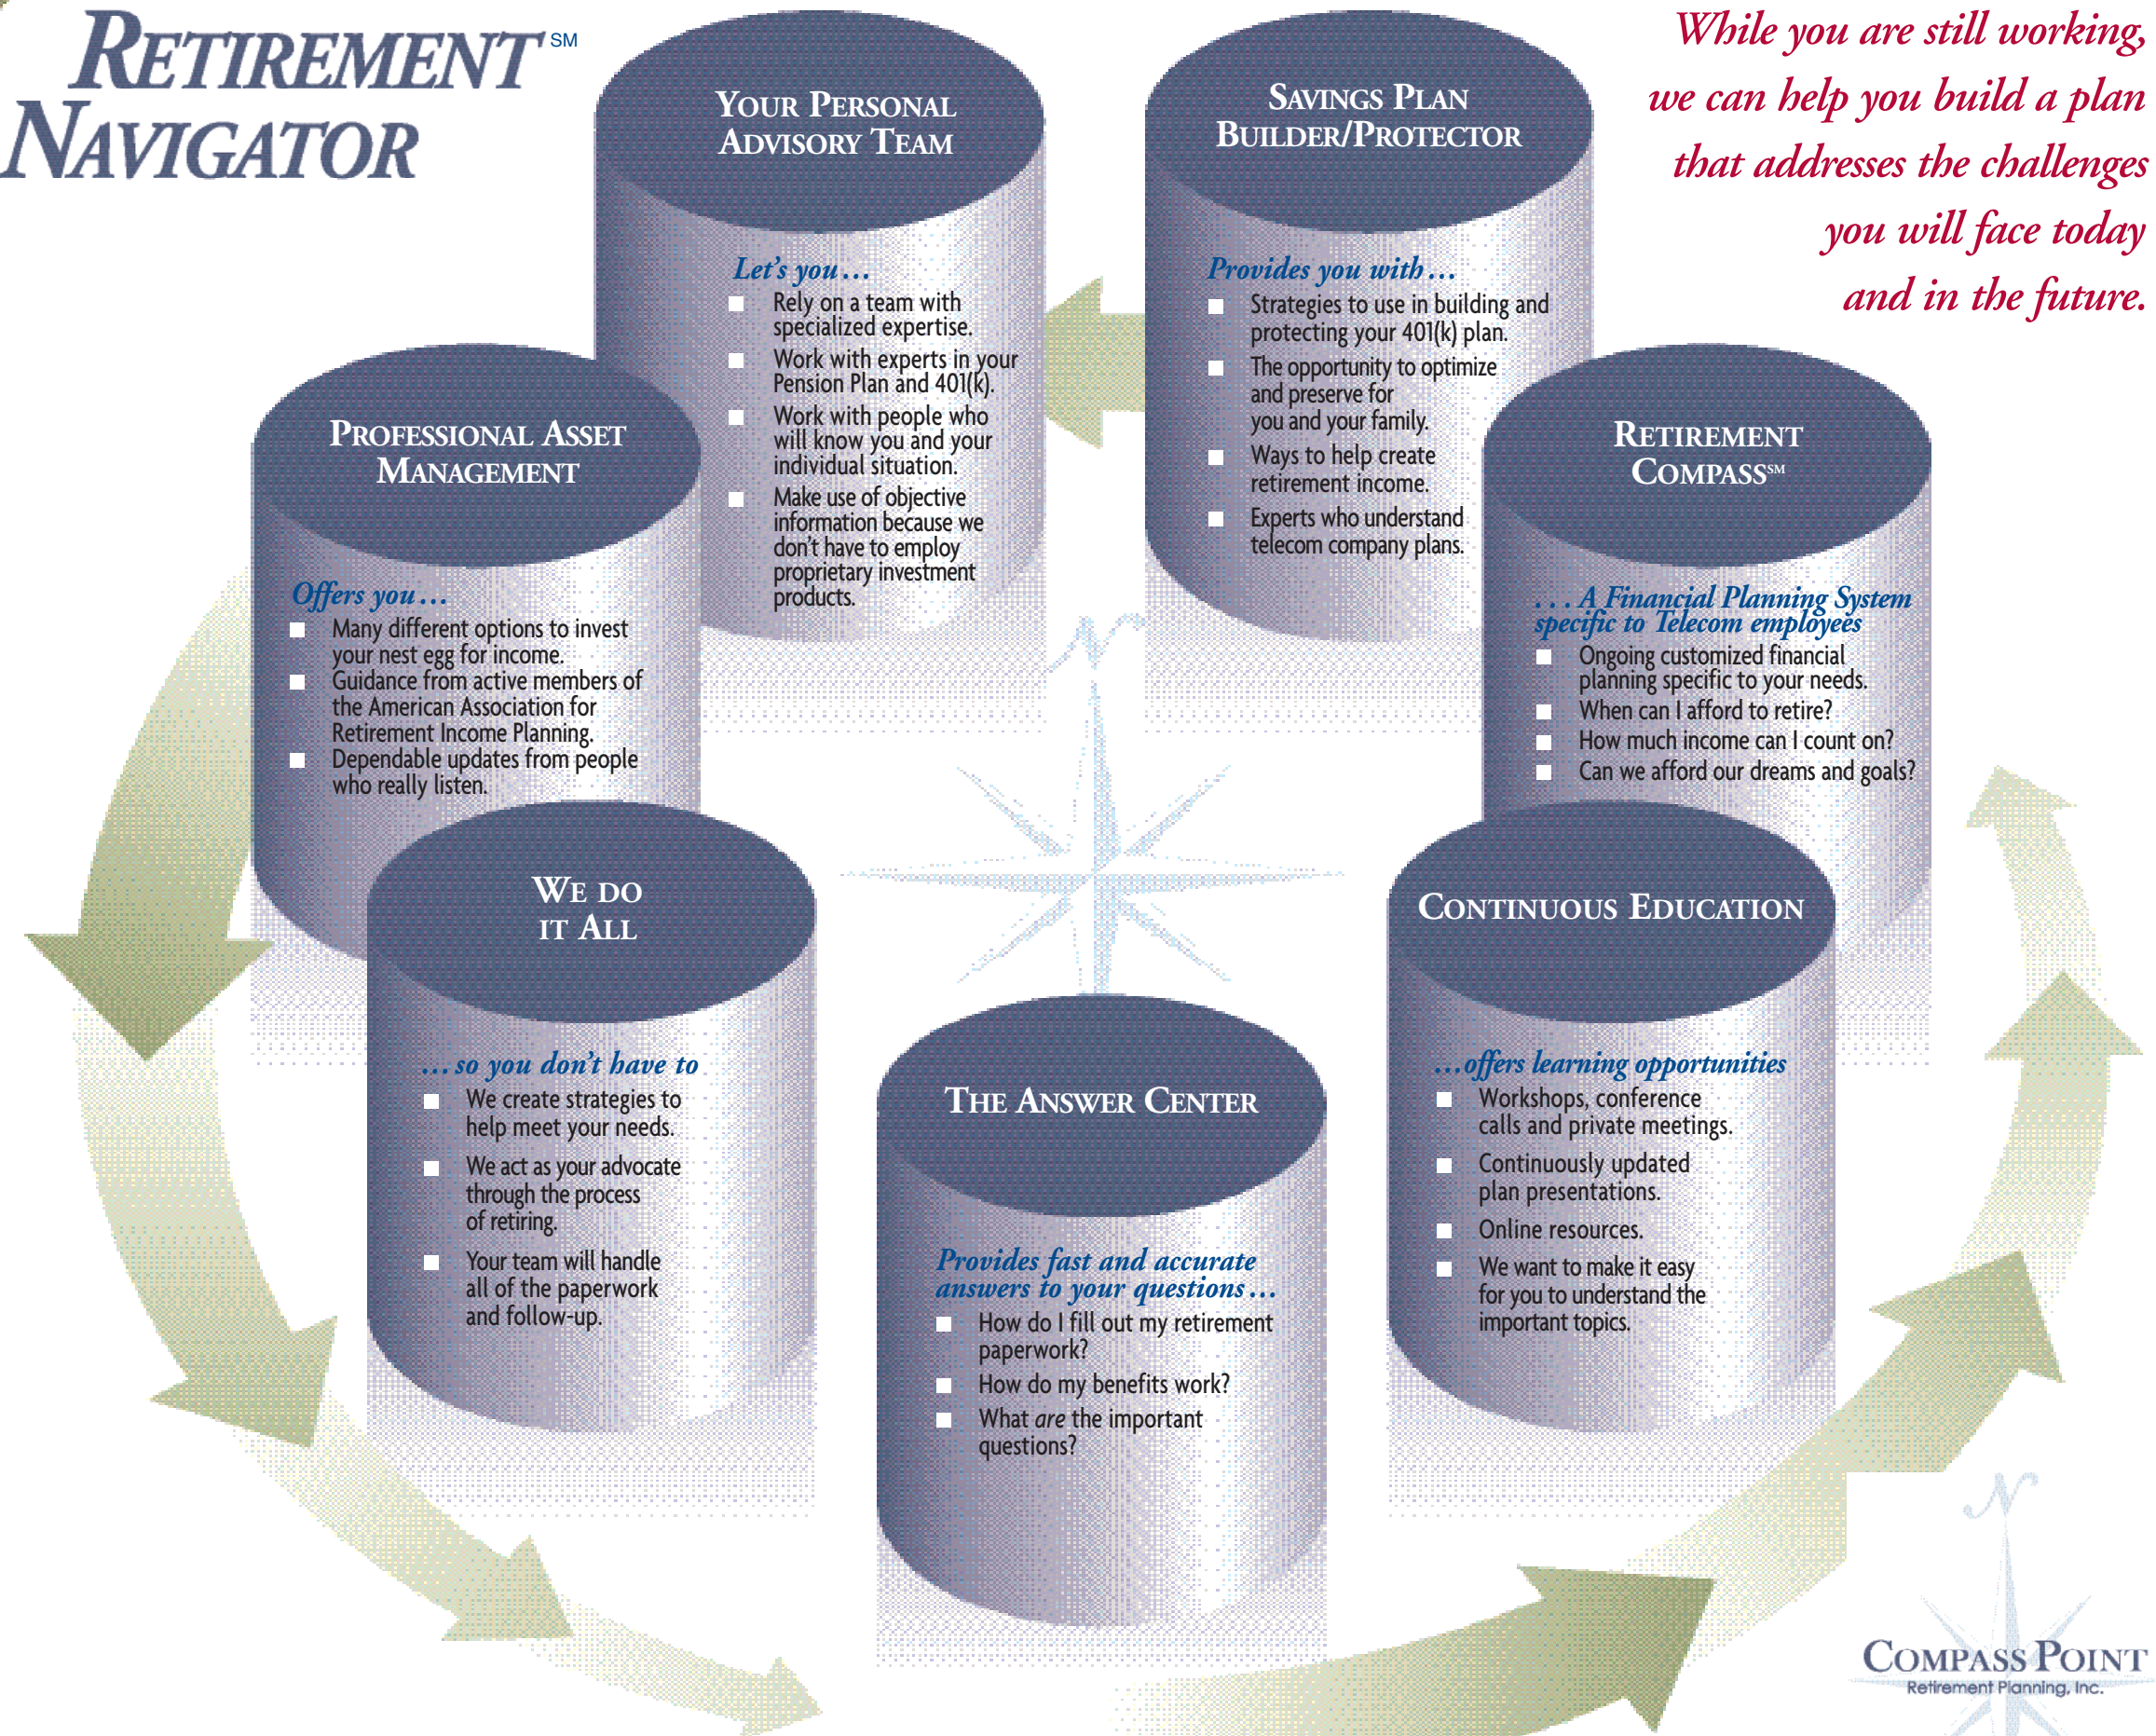 RETIREMENT SM
NAVIGATOR
While you are still working,
we can help you build a plan
that addresses the challenges
you will face today
and in the future.
YOUR PERSONAL
ADVISORY TEAM
Let's you...
Rely on a team with
specialized expertise.
Work with experts in your
Pension Plan and 401(k).
Work with people who
will know you and your
individual situation.
Make use of objective
information because we
don't have to employ
proprietary investment
products.
SAVINGS PLAN
BUILDER/PROTECTOR
Provides you with...
Strategies to use in building and
protecting your 401(k) plan.
The opportunity to optimize
and preserve for
you and your family.
Ways to help create
retirement income.
Experts who understand
telecom company plans.
PROFESSIONAL ASSET
MANAGEMENT
Offers you...
Many different options to invest
your nest egg for income.
Guidance from active members of
the American Association for
Retirement Income Planning.
Dependable updates from people
who really listen.
RETIREMENT
COMPASS SM
...A Financial Planning System
specific to Telecom employees
Ongoing customized financial
planning specific to your needs.
When can I afford to retire?
How much income can I count on?
Can we afford our dreams and goals?
N
WE DO
IT ALL
...so you don't have to
We create strategies to
help meet your needs.
We act as your advocate
through the process
of retiring.
Your team will handle
all of the paperwork
and follow-up.
THE ANSWER CENTER
Provides fast and accurate
answers to your questions...
How do I fill out my retirement
paperwork?
How do my benefits work?
What are the important
questions?
CONTINUOUS EDUCATION
...offers learning opportunities
Workshops, conference
calls and private meetings.
Continuously updated
plan presentations.
Online resources.
We want to make it easy
for you to understand the
important topics.
N
COMPASS POINT
Retirement Planning, Inc.